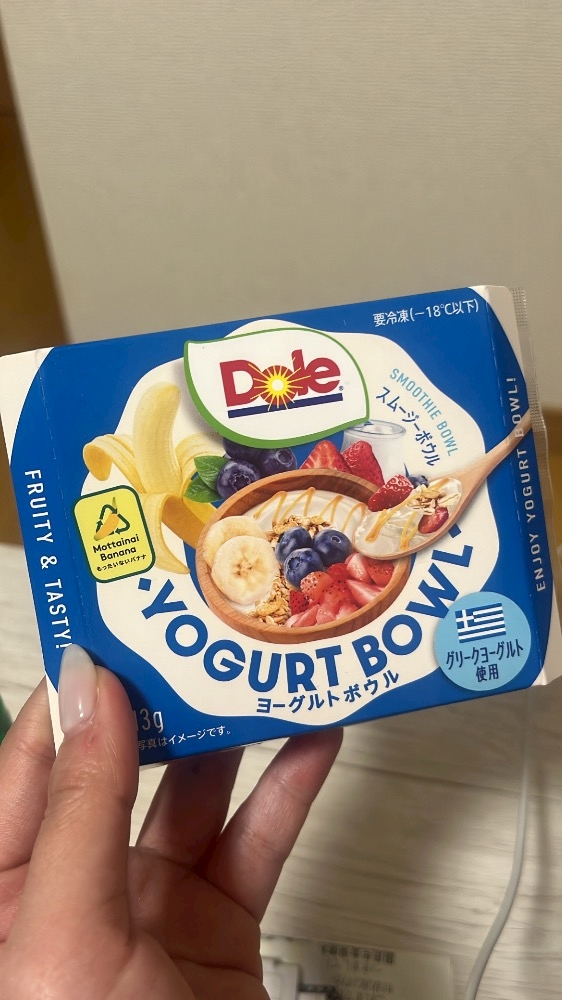 要冷凍(−18℃以下)
Dole®
SMOOTHIE BOWL
スムージーボウル
FRUITY & TASTY!
Mottainai
Banana
もったいないバナナ
・YOGURT BOWL・
ヨーグルトボウル
グリークヨーグルト
使用
ENJOY YOGURT BOWL!
写真はイメージです。